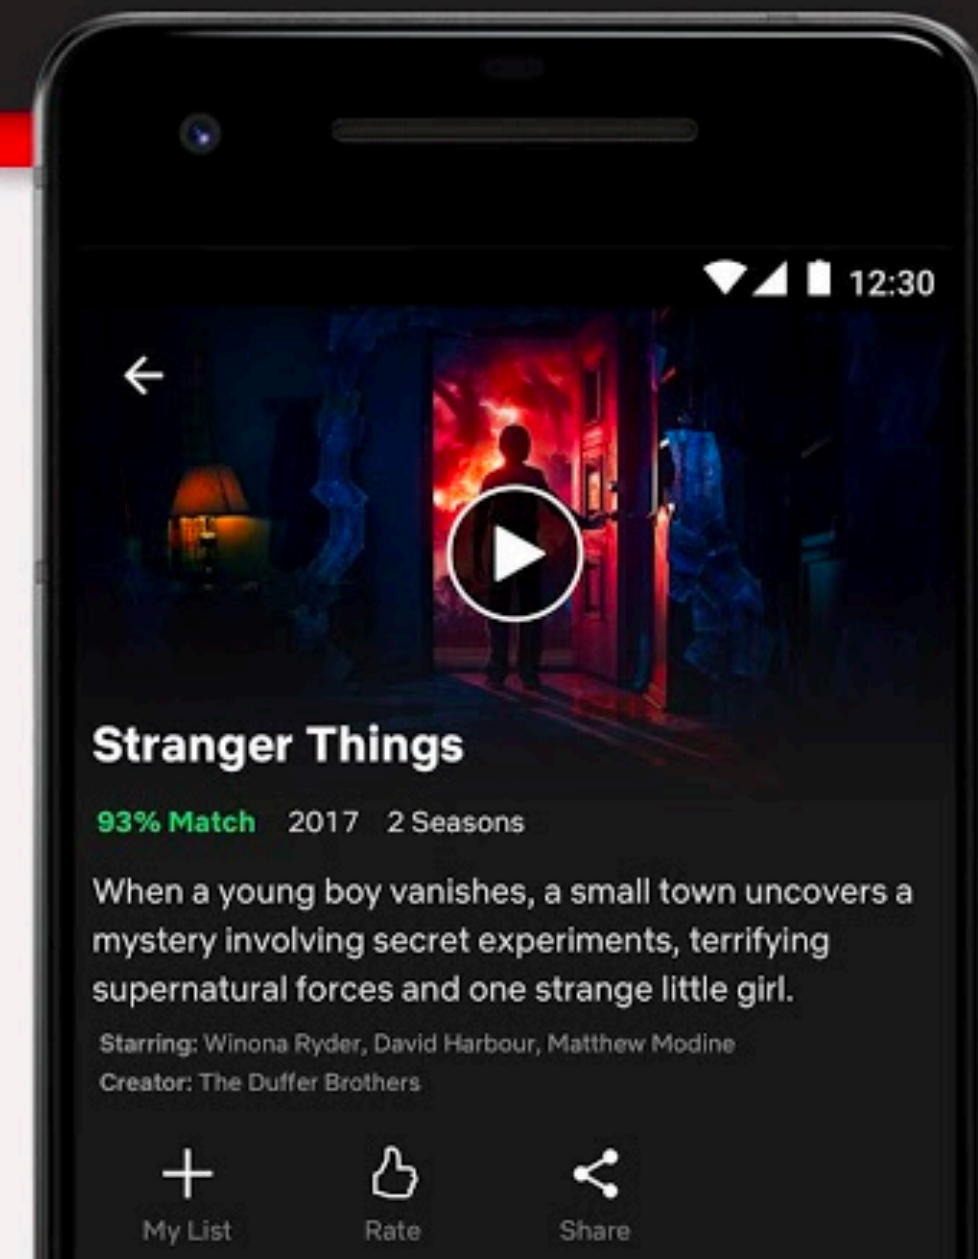 12:30
Stranger Things
93% Match 2017 2 Seasons
When a young boy vanishes, a small town uncovers a
mystery involving secret experiments, terrifying
supernatural forces and one strange little girl.
Starring: Winona Ryder, David Harbour, Matthew Modine
Creator: The Duffer Brothers
My List Rate Share